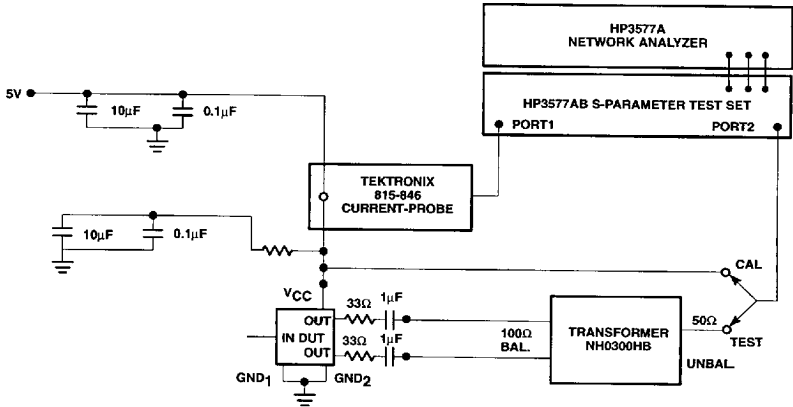 HP3577A
NETWORK ANALYZER
5V
10μF
0.1μF
HP3577AB S-PARAMETER TEST SET
PORT1
PORT2
TEKTRONIX
815-846
CURRENT-PROBE
10μF
0.1μF
CAL
VCC
33Ω
1μF
OUT
IN DUT
OUT
33Ω
1μF
100Ω
BAL.
TRANSFORMER
NH0300HB
50Ω
TEST
UNBAL.
GND1
GND2